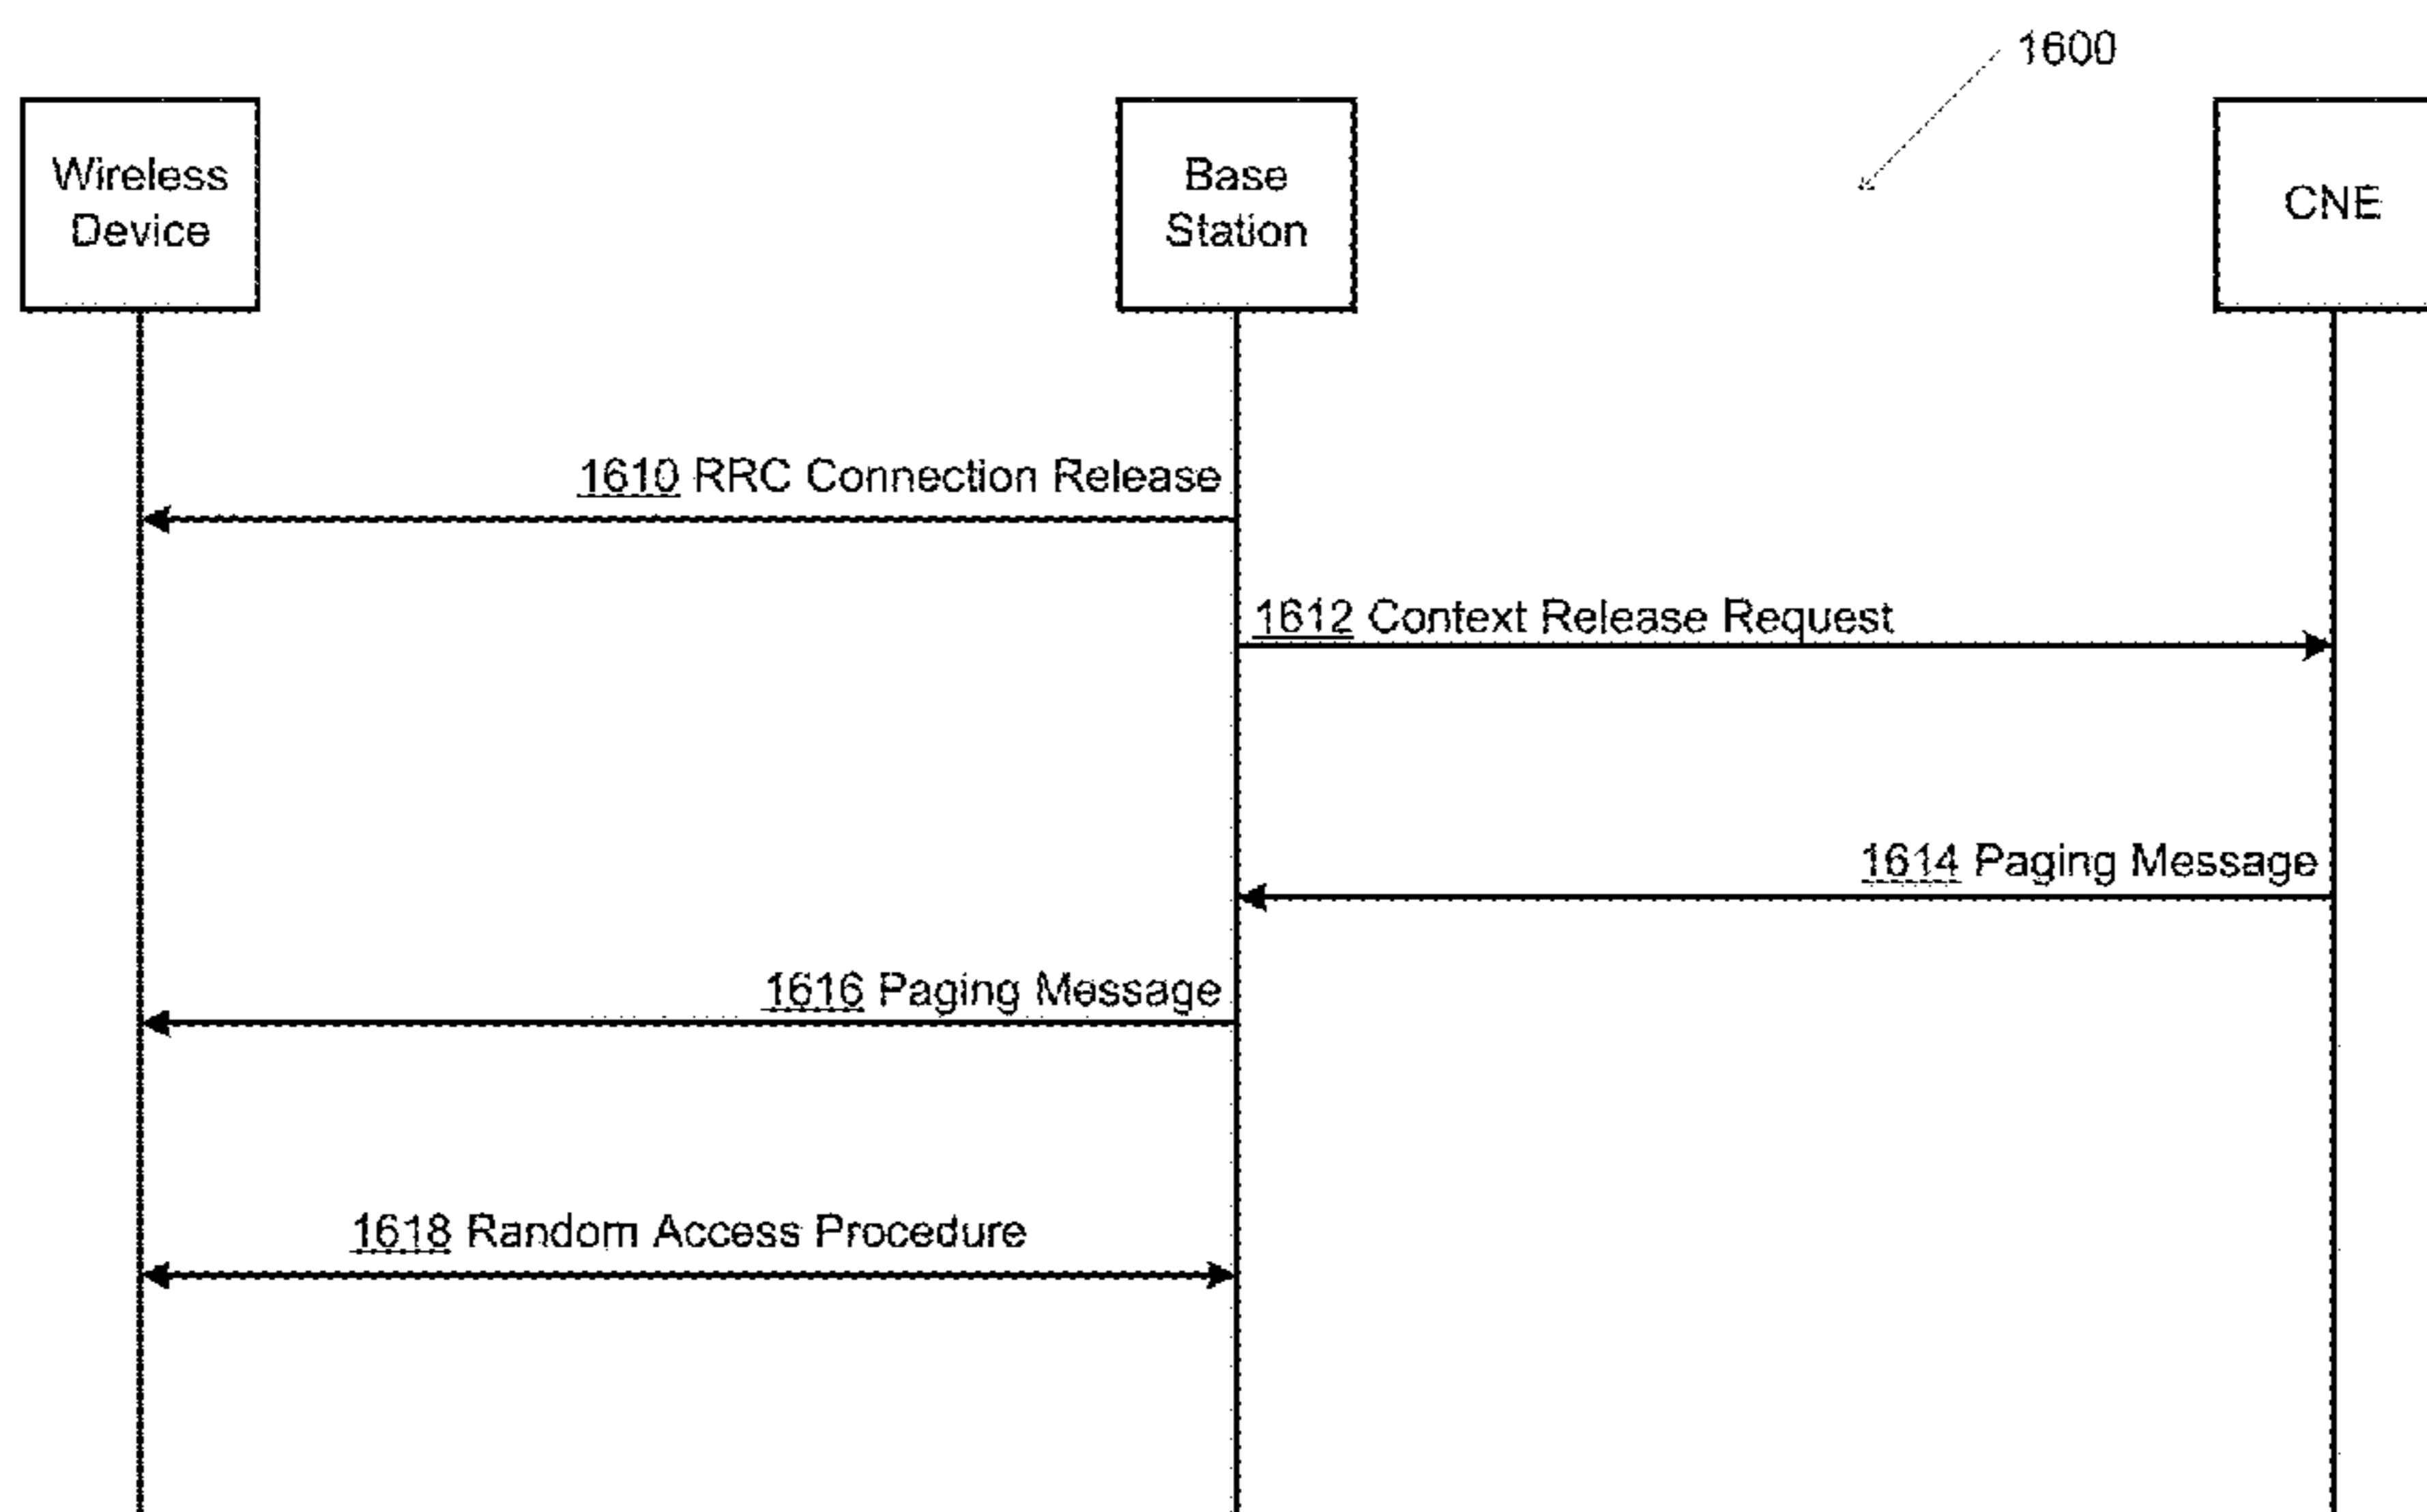 1600
Wireless
Device
Base
Station
CNE
1610 RRC Connection Release
1612 Context Release Request
1614 Paging Message
1616 Paging Message
1618 Random Access Procedure